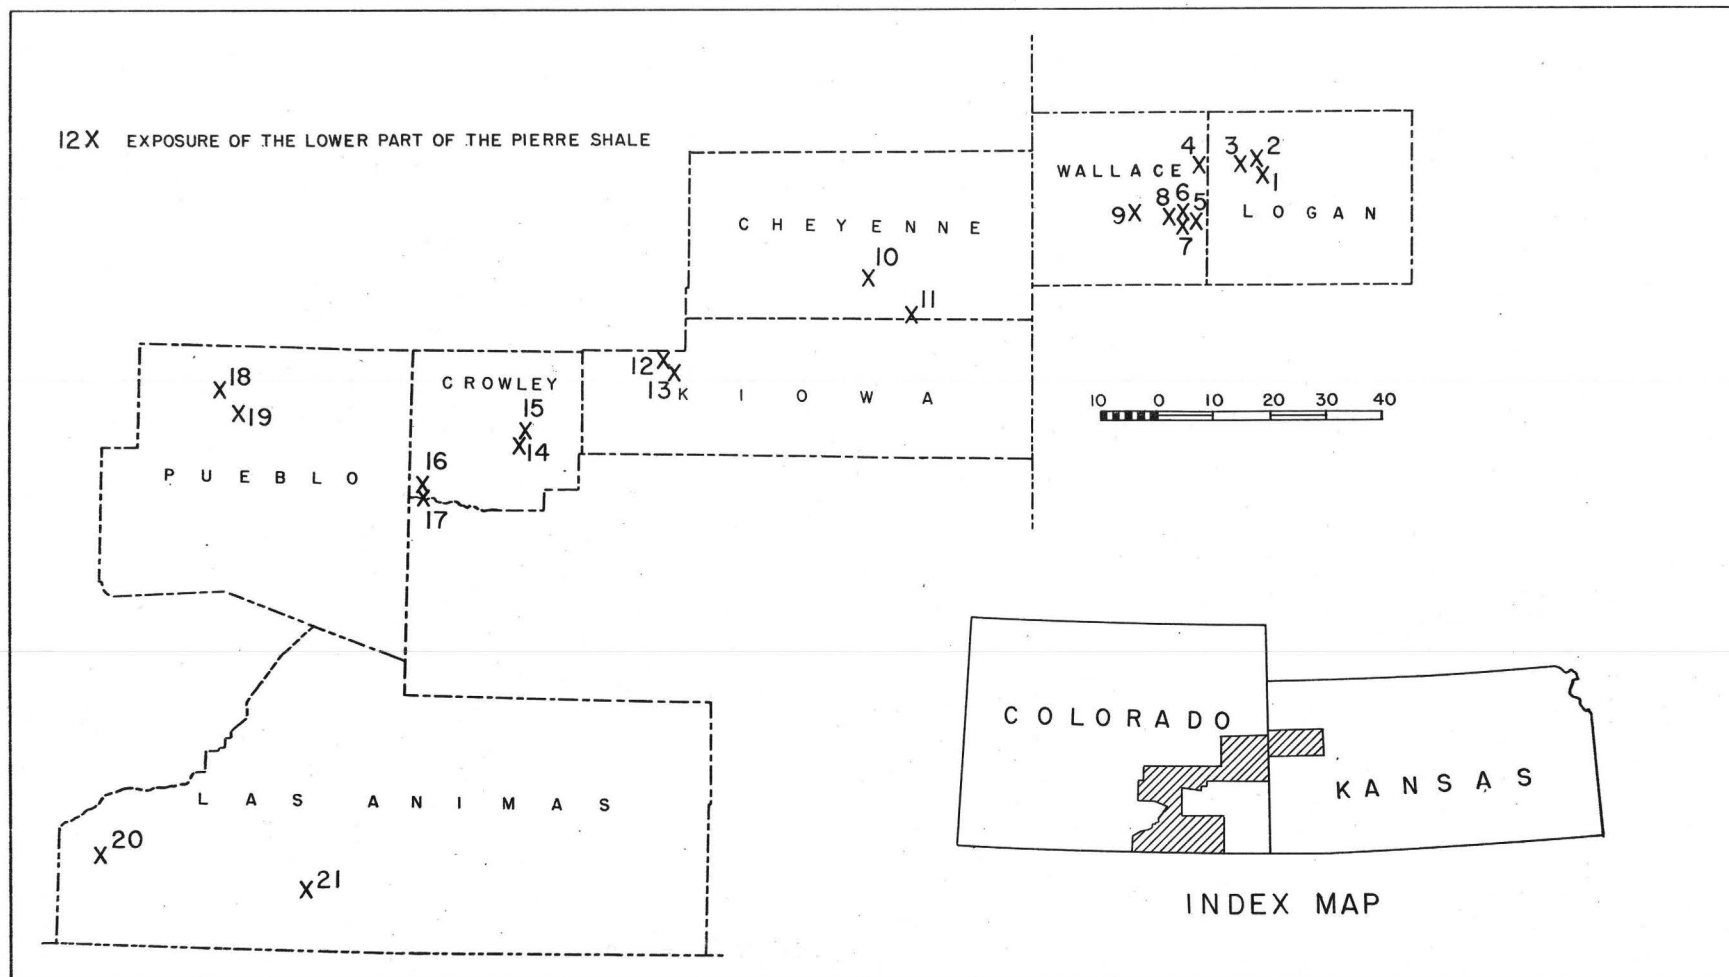 12X EXPOSURE OF THE LOWER PART OF THE PIERRE SHALE
4 3 2
WALLACE
1
8 6 5
9
LOGAN
7
CHEYENNE
10
11
12
13
KIOWA
18
19
CROWLEY
15
14
10 0 10 20 30 40
PUEBLO
16
17
COLORADO
KANSAS
LAS ANIMAS
20
21
INDEX MAP